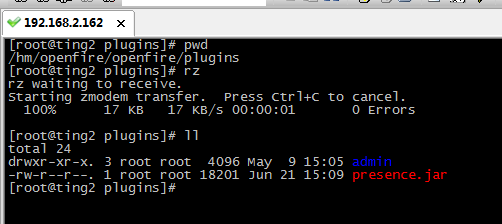 192.168.2.162
[root@ting2 plugins]# pwd
/hm/openfire/openfire/plugins
[root@ting2 plugins]# rz
rz waiting to receive.
Starting zmodem transfer.  Press Ctrl+C to cancel.
  100%      17 KB   17 KB/s 00:00:01       0 Errors

[root@ting2 plugins]# ll
total 24
drwxr-xr-x. 3 root root  4096 May  9 15:05 admin
-rw-r--r--. 1 root root 18201 Jun 21 15:09 presence.jar
[root@ting2 plugins]#